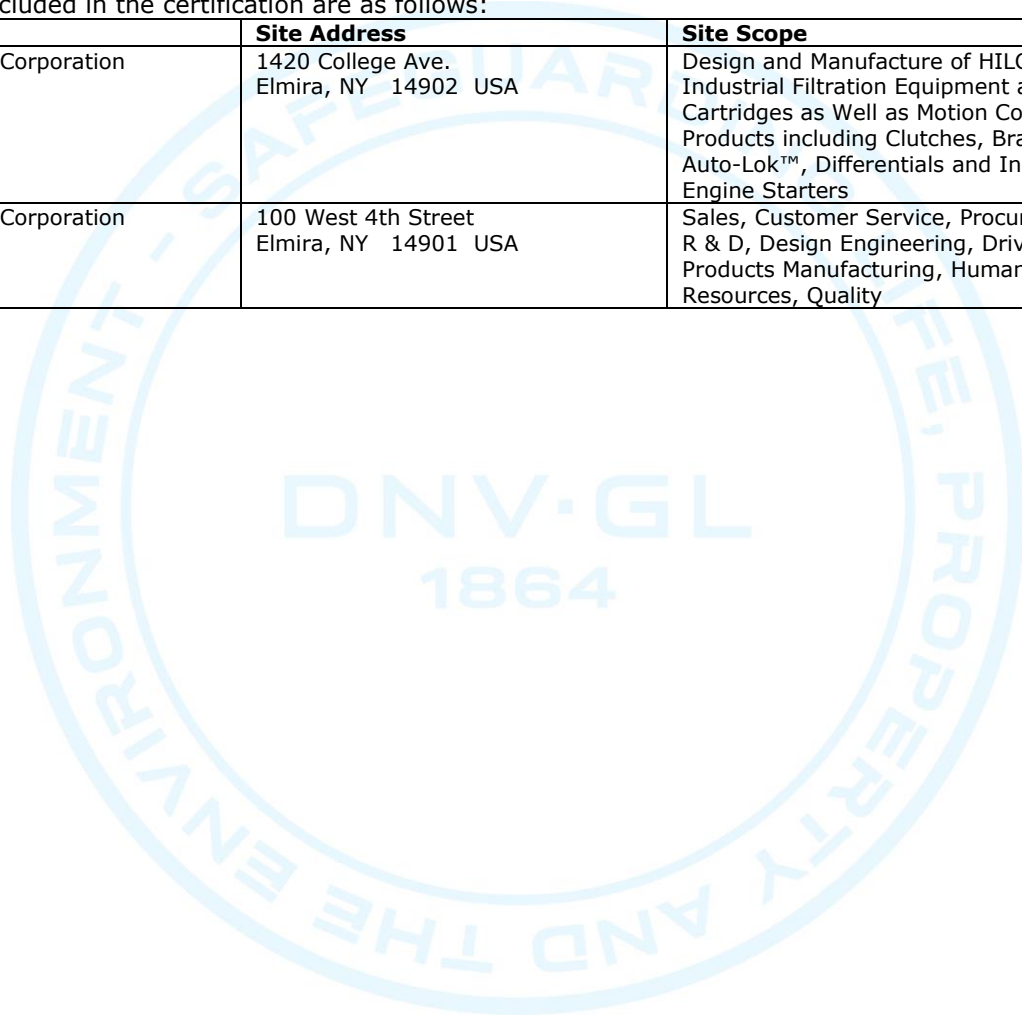 cluded in the certification are as follows:
Site Address Site Scope
Corporation 1420 College Ave. Design and Manufacture of HILC
Elmira, NY 14902 USA Industrial Filtration Equipment a
Cartridges as Well as Motion Co
Products including Clutches, Bra
Auto-Lok™, Differentials and In
Engine Starters
Corporation 100 West 4th Street Sales, Customer Service, Procur
Elmira, NY 14901 USA R & D, Design Engineering, Driv
Products Manufacturing, Human
Resources, Quality
SAFEGUARDING LIFE, PROPERTY AND THE ENVIRONMENT -
DNV·GL
1864